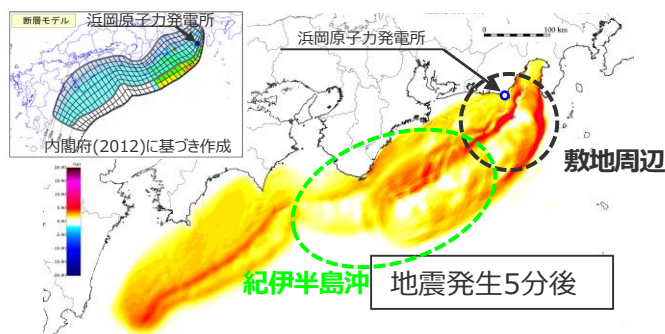 断層モデル
浜岡原子力発電所
内閣府(2012)に基づき作成
浜岡原子力発電所
100 km
敷地周辺
紀伊半島沖
地震発生5分後